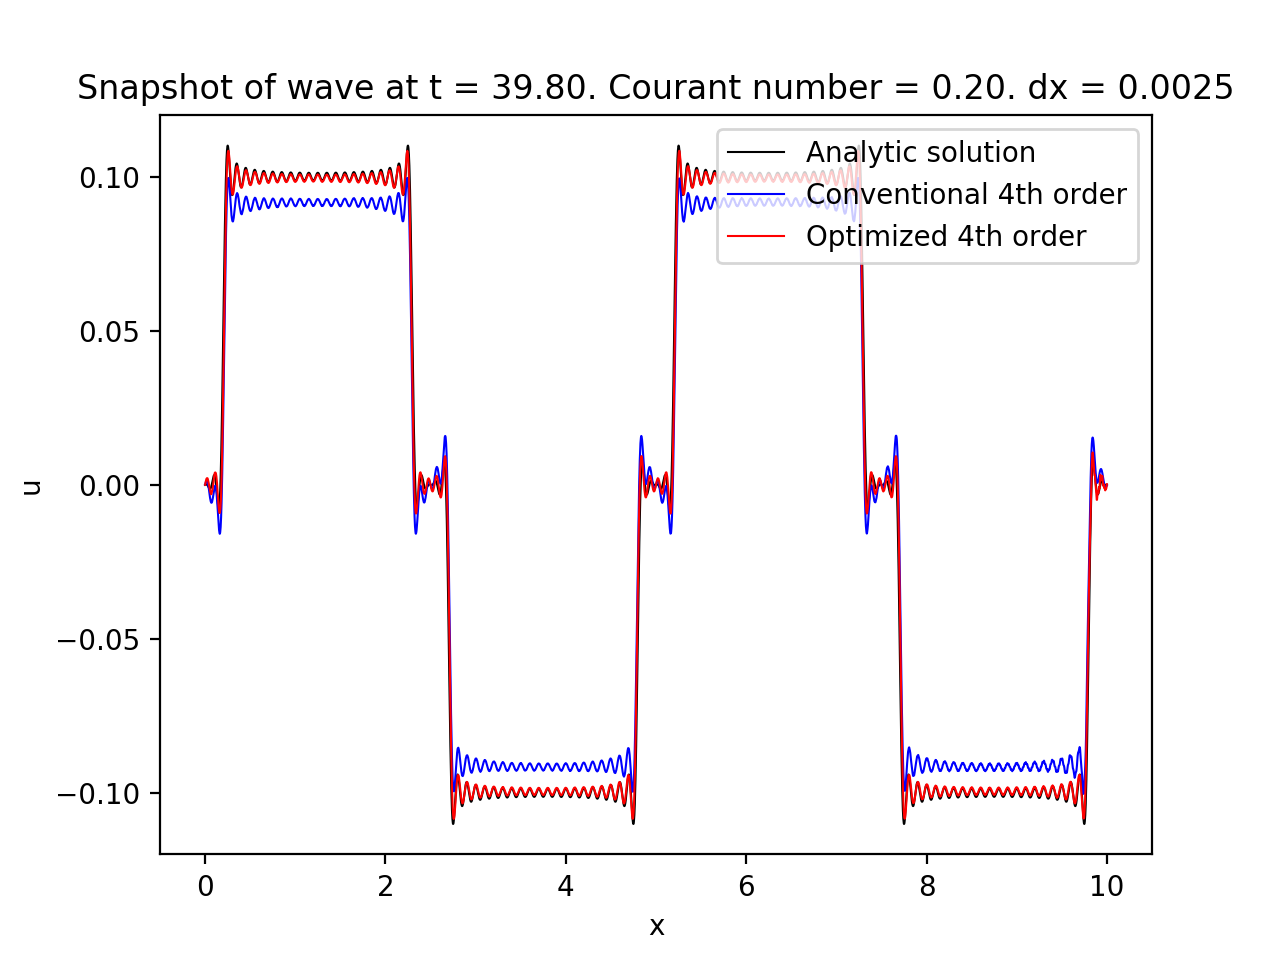 Snapshot of wave at t = 39.80. Courant number = 0.20. dx = 0.0025
Analytic solution
Conventional 4th order
Optimized 4th order
0.10
0.05
0.00
−0.05
−0.10
u
0 2 4 6 8 10
x